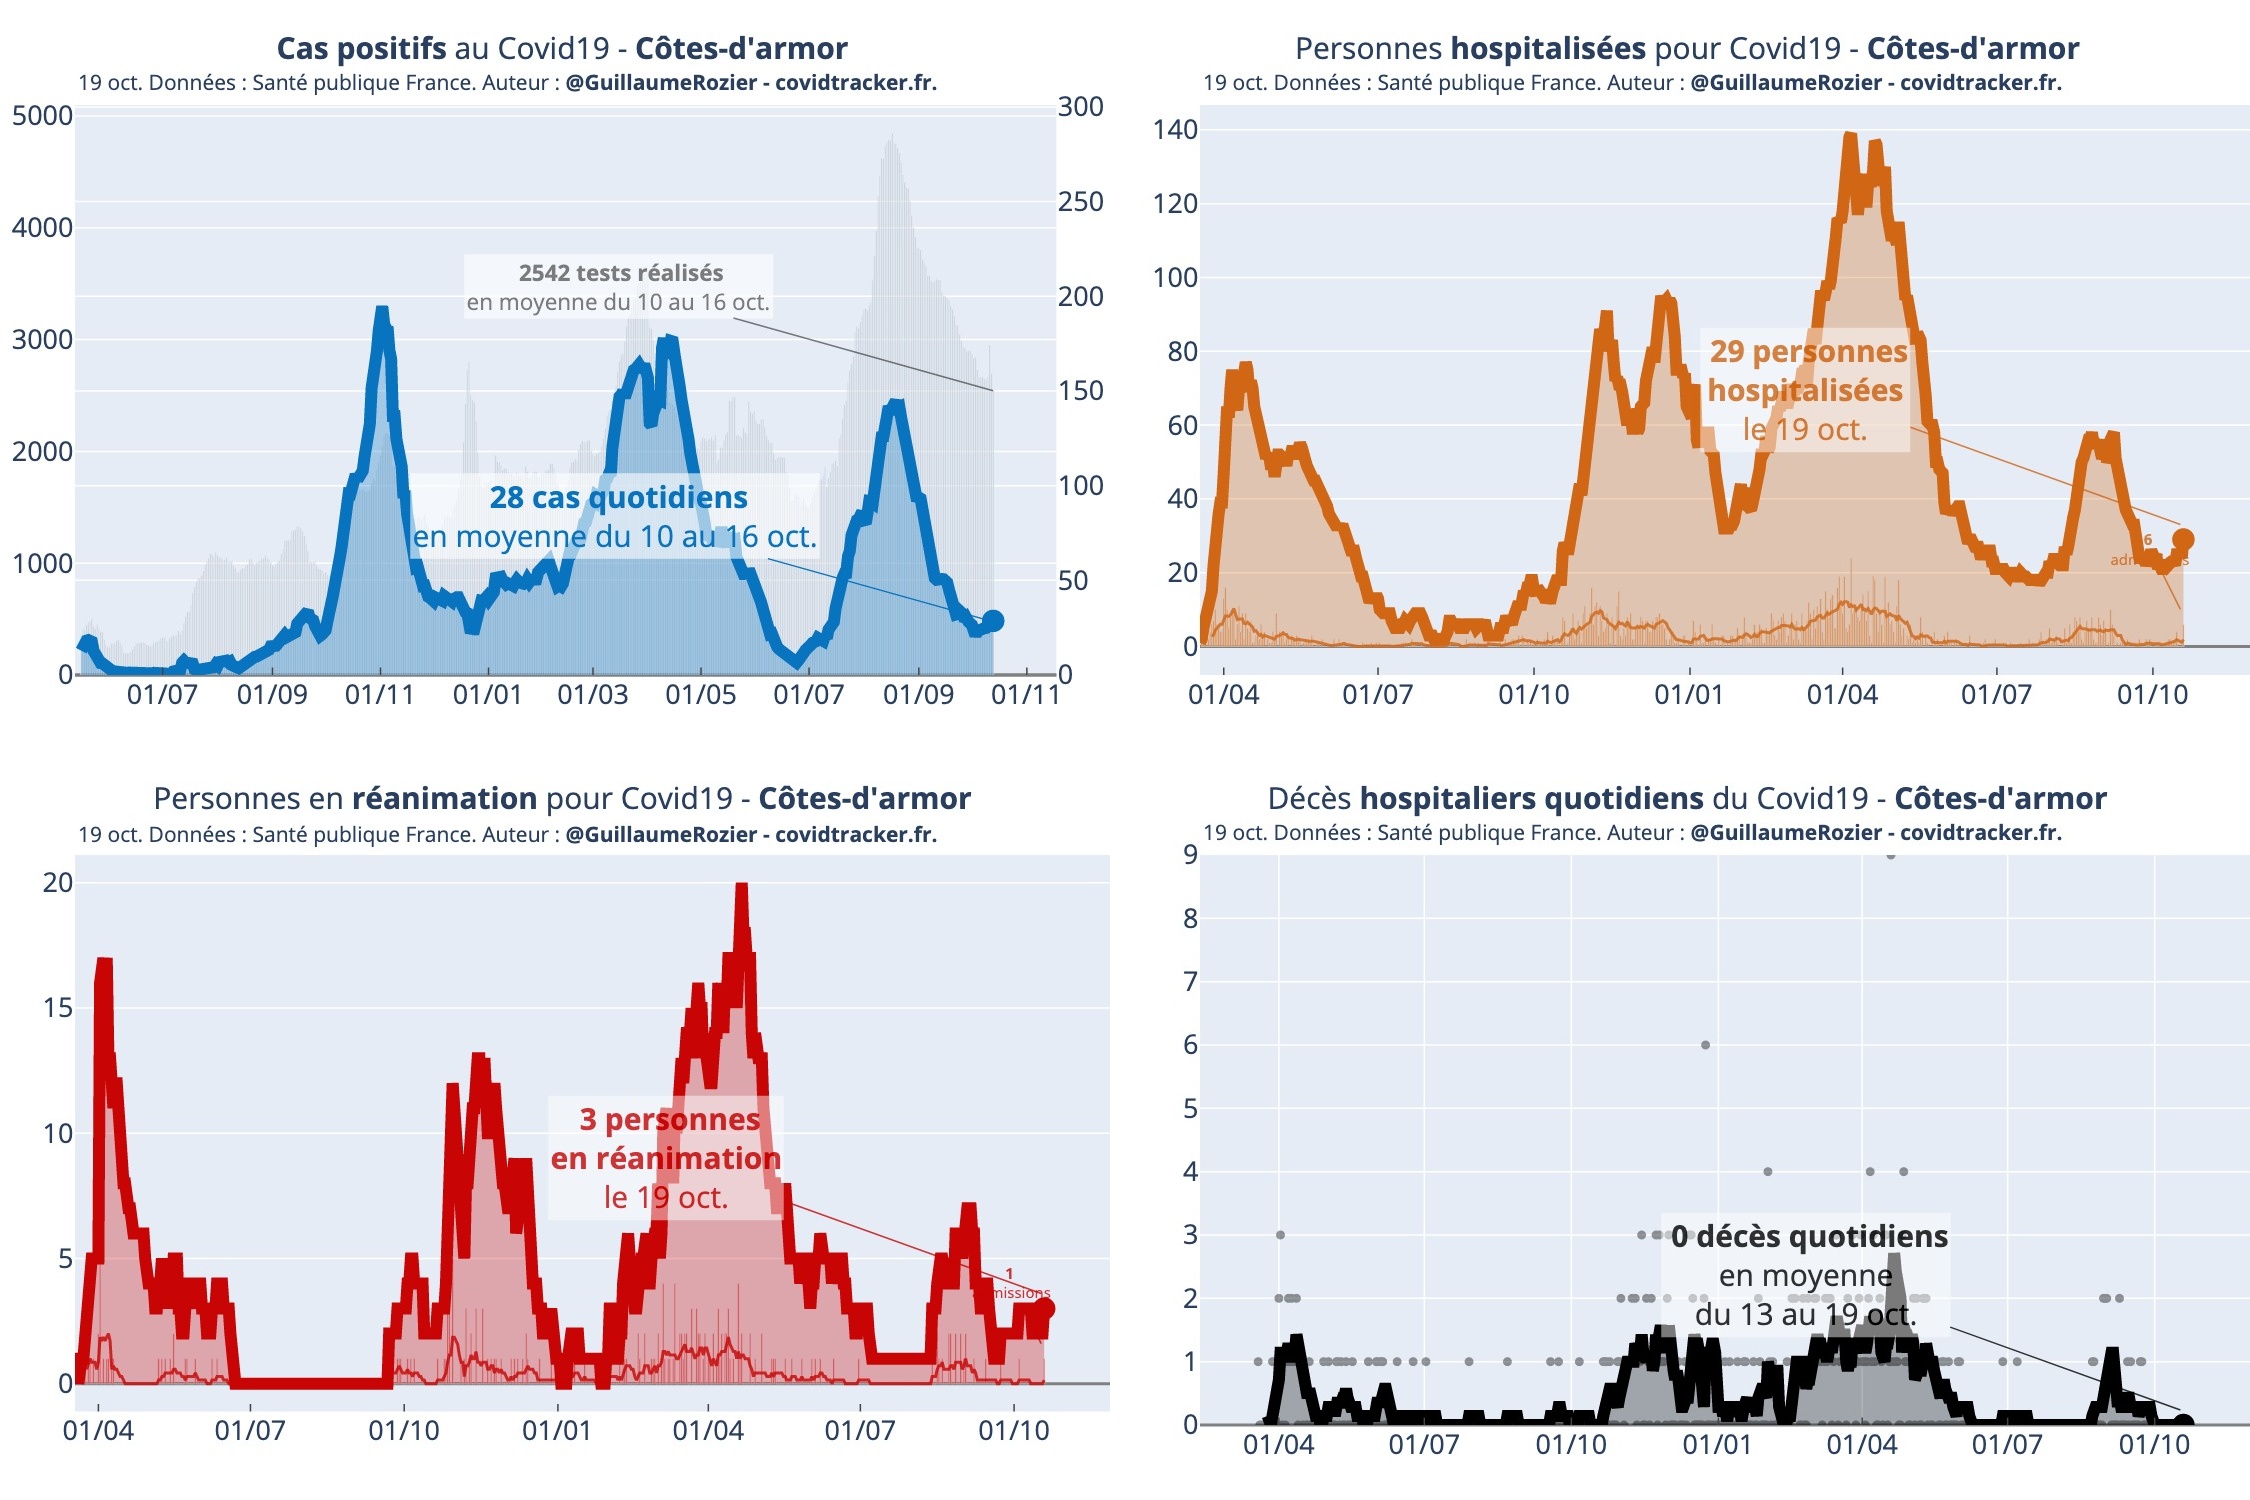 Cas positifs au Covid19 - Côtes-d'armor
19 oct. Données : Santé publique France. Auteur : @GuillaumeRozier - covidtracker.fr.
5000
4000
3000
2000
1000
0
300
250
200
150
100
50
0
2542 tests réalisés
en moyenne du 10 au 16 oct.
28 cas quotidiens
en moyenne du 10 au 16 oct.
01/07 01/09 01/11 01/01 01/03 01/05 01/07 01/09 01/11
Personnes hospitalisées pour Covid19 - Côtes-d'armor
19 oct. Données : Santé publique France. Auteur : @GuillaumeRozier - covidtracker.fr.
140
120
100
80
60
40
20
0
29 personnes
hospitalisées
le 19 oct.
6
01/04 01/07 01/10 01/01 01/04 01/07 01/10
Personnes en réanimation pour Covid19 - Côtes-d'armor
19 oct. Données : Santé publique France. Auteur : @GuillaumeRozier - covidtracker.fr.
20
15
10
5
0
3 personnes
en réanimation
le 19 oct.
1
01/04 01/07 01/10 01/01 01/04 01/07 01/10
Décès hospitaliers quotidiens du Covid19 - Côtes-d'armor
19 oct. Données : Santé publique France. Auteur : @GuillaumeRozier - covidtracker.fr.
9
8
7
6
5
4
3
2
1
0
0 décès quotidiens
en moyenne
du 13 au 19 oct.
01/04 01/07 01/10 01/01 01/04 01/07 01/10